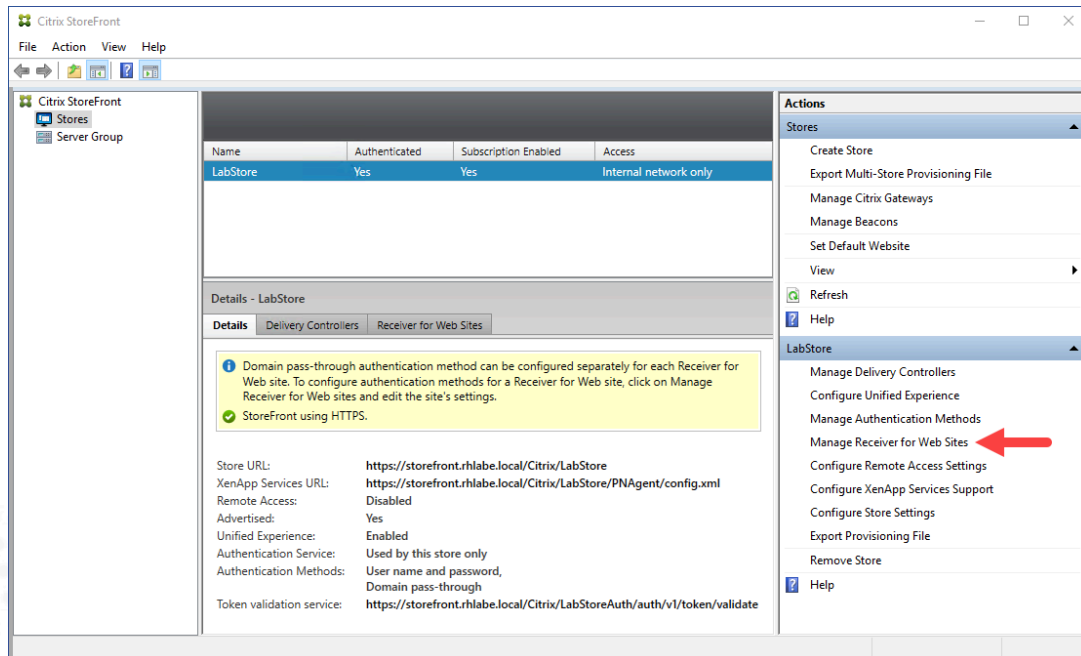 Citrix StoreFront
File Action View Help
Citrix StoreFront
Stores
Server Group
Name Authenticated Subscription Enabled Access
LabStore Yes Yes Internal network only
Details - LabStore
Details Delivery Controllers Receiver for Web Sites
Domain pass-through authentication method can be configured separately for each Receiver for
Web site. To configure authentication methods for a Receiver for Web site, click on Manage
Receiver for Web sites and edit the site's settings.
StoreFront using HTTPS.
Store URL: https://storefront.rhlabe.local/Citrix/LabStore
XenApp Services URL: https://storefront.rhlabe.local/Citrix/LabStore/PNAgent/config.xml
Remote Access: Disabled
Advertised: Yes
Unified Experience: Enabled
Authentication Service: Used by this store only
Authentication Methods: User name and password,
Domain pass-through
Token validation service: https://storefront.rhlabe.local/Citrix/LabStoreAuth/auth/v1/token/validate
Actions
Stores
Create Store
Export Multi-Store Provisioning File
Manage Citrix Gateways
Manage Beacons
Set Default Website
View
Refresh
Help
LabStore
Manage Delivery Controllers
Configure Unified Experience
Manage Authentication Methods
Manage Receiver for Web Sites
Configure Remote Access Settings
Configure XenApp Services Support
Configure Store Settings
Export Provisioning File
Remove Store
Help